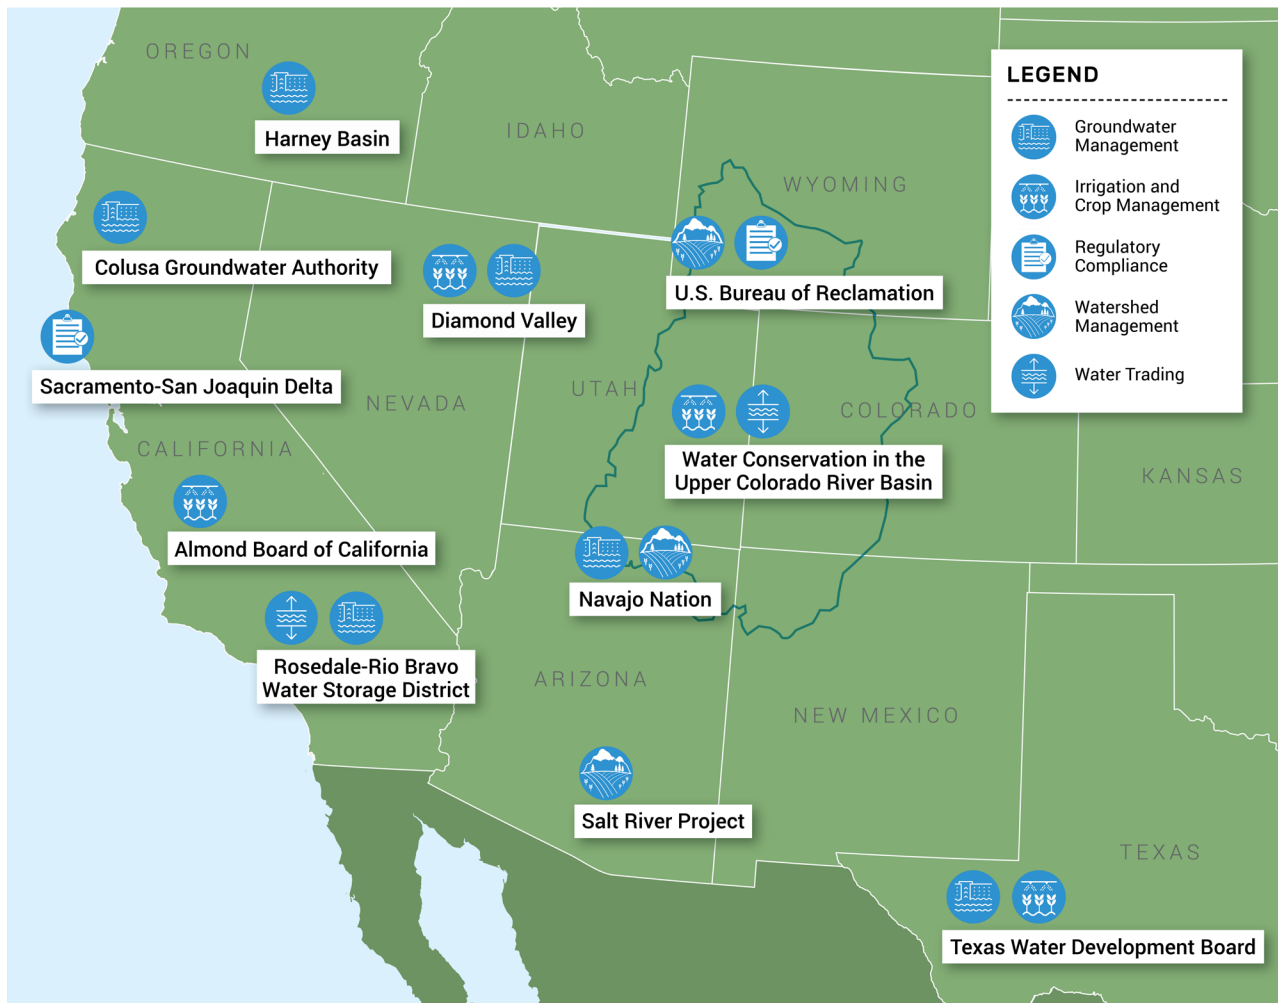 OREGON
Harney Basin
IDAHO
WYOMING
LEGEND
Groundwater
Management
Irrigation and
Crop Management
Regulatory
Compliance
Watershed
Management
Water Trading
Colusa Groundwater Authority
Diamond Valley
U.S. Bureau of Reclamation
Sacramento-San Joaquin Delta
NEVADA
UTAH
COLORADO
CALIFORNIA
Water Conservation in the
Upper Colorado River Basin
KANSAS
Almond Board of California
Navajo Nation
Rosedale-Rio Bravo
Water Storage District
ARIZONA
NEW MEXICO
Salt River Project
TEXAS
Texas Water Development Board